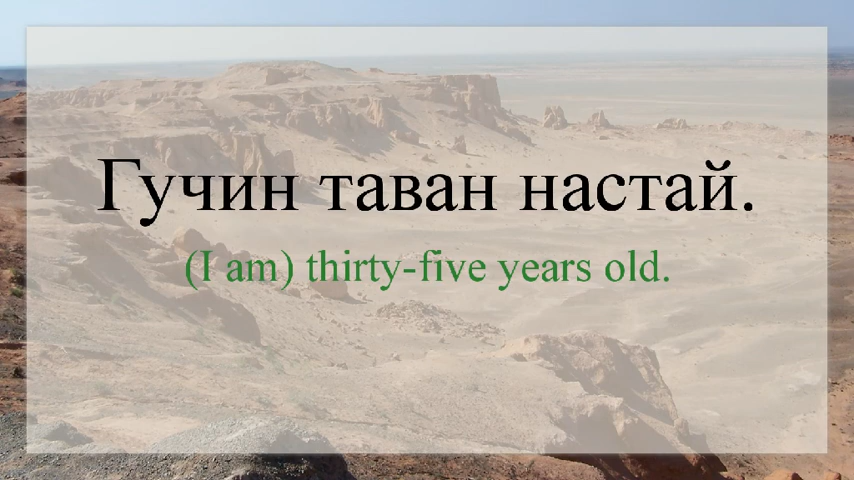 Гучин таван настай.
(I am) thirty-five years old.